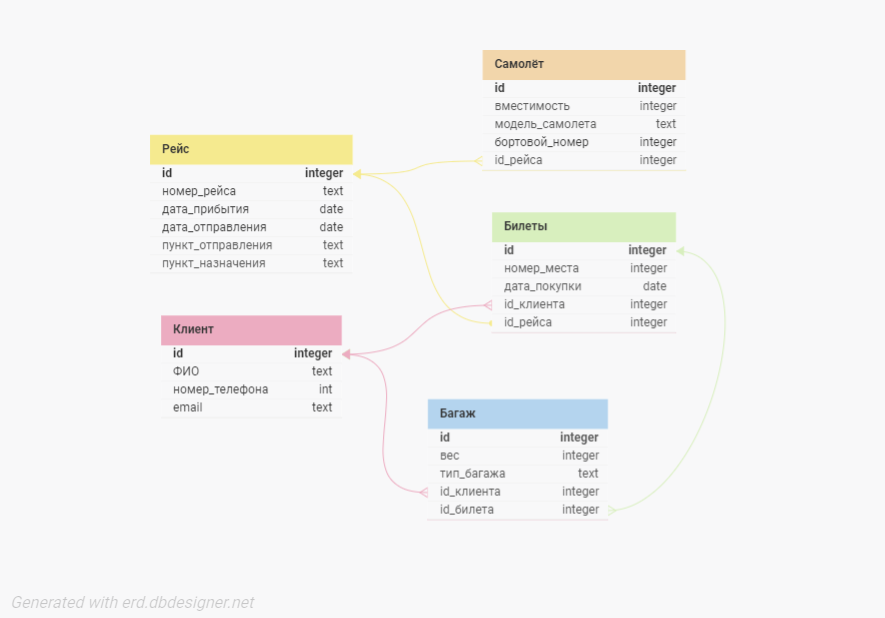 Самолёт
id integer
вместимость integer
модель_самолета text
бортовой_номер integer
id_рейса integer
Рейс
id integer
номер_рейса text
дата_прибытия date
дата_отправления date
пункт_отправления text
пункт_назначения text
Билеты
id integer
номер_места integer
дата_покупки date
id_клиента integer
id_рейса integer
Клиент
id integer
ФИО text
номер_телефона int
email text
Багаж
id integer
вес integer
тип_багажа text
id_клиента integer
id_билета integer
Generated with erd.dbdesigner.net